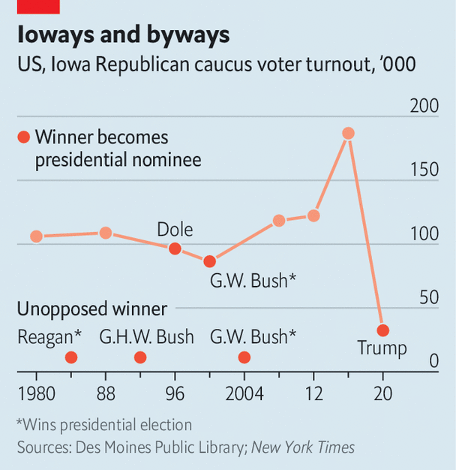 Ioways and byways
US, Iowa Republican caucus voter turnout, ’000
200
Winner becomes
presidential nominee
150
Dole
100
G.W. Bush*
Unopposed winner
50
Reagan* G.H.W. Bush G.W. Bush*
Trump
0
1980 88 96 2004 12 20
*Wins presidential election
Sources: Des Moines Public Library; New York Times